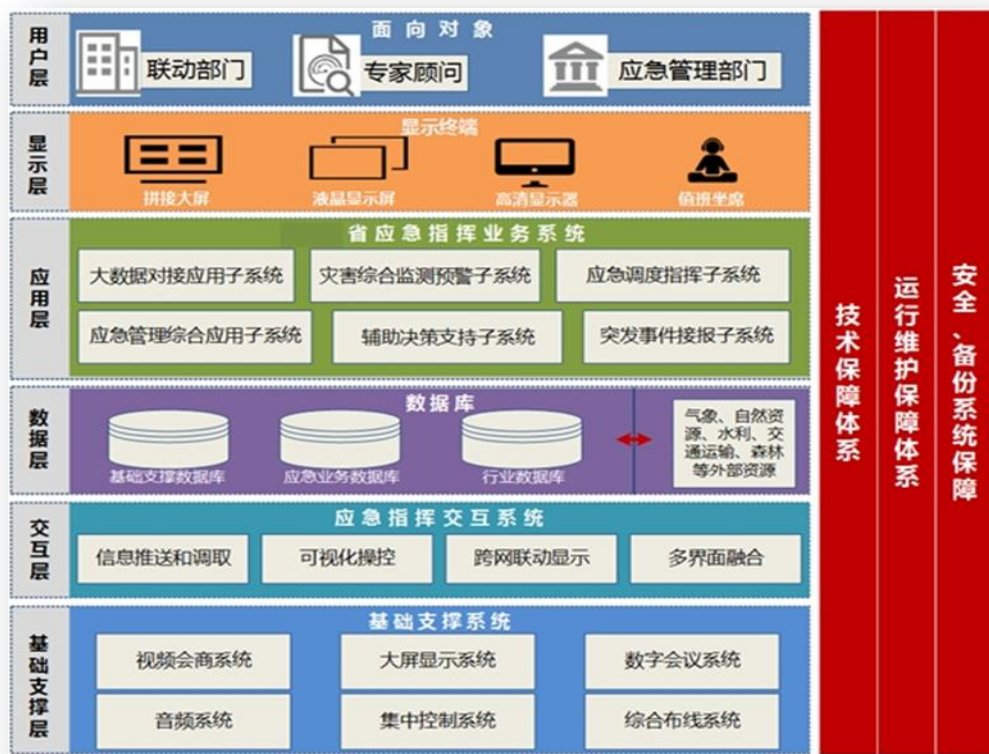 用户层
面向对象
联动部门
专家顾问
应急管理部门
显示层
显示终端
拼接大屏
液晶显示屏
高清显示器
值班坐席
应用层
省应急指挥业务系统
大数据对接应用子系统
灾害综合监测预警子系统
应急调度指挥子系统
应急管理综合应用子系统
辅助决策支持子系统
突发事件接报子系统
数据层
数据库
基础支撑数据库
应急业务数据库
行业数据库
气象、自然资
源、水利、交
通运输、森林
等外部资源
交互层
应急指挥交互系统
信息推送和调取
可视化操控
跨网联动显示
多界面融合
基础支撑层
基础支撑系统
视频会商系统
大屏显示系统
数字会议系统
音频系统
集中控制系统
综合布线系统
技术保障体系
运行维护保障体系
安全、备份系统保障